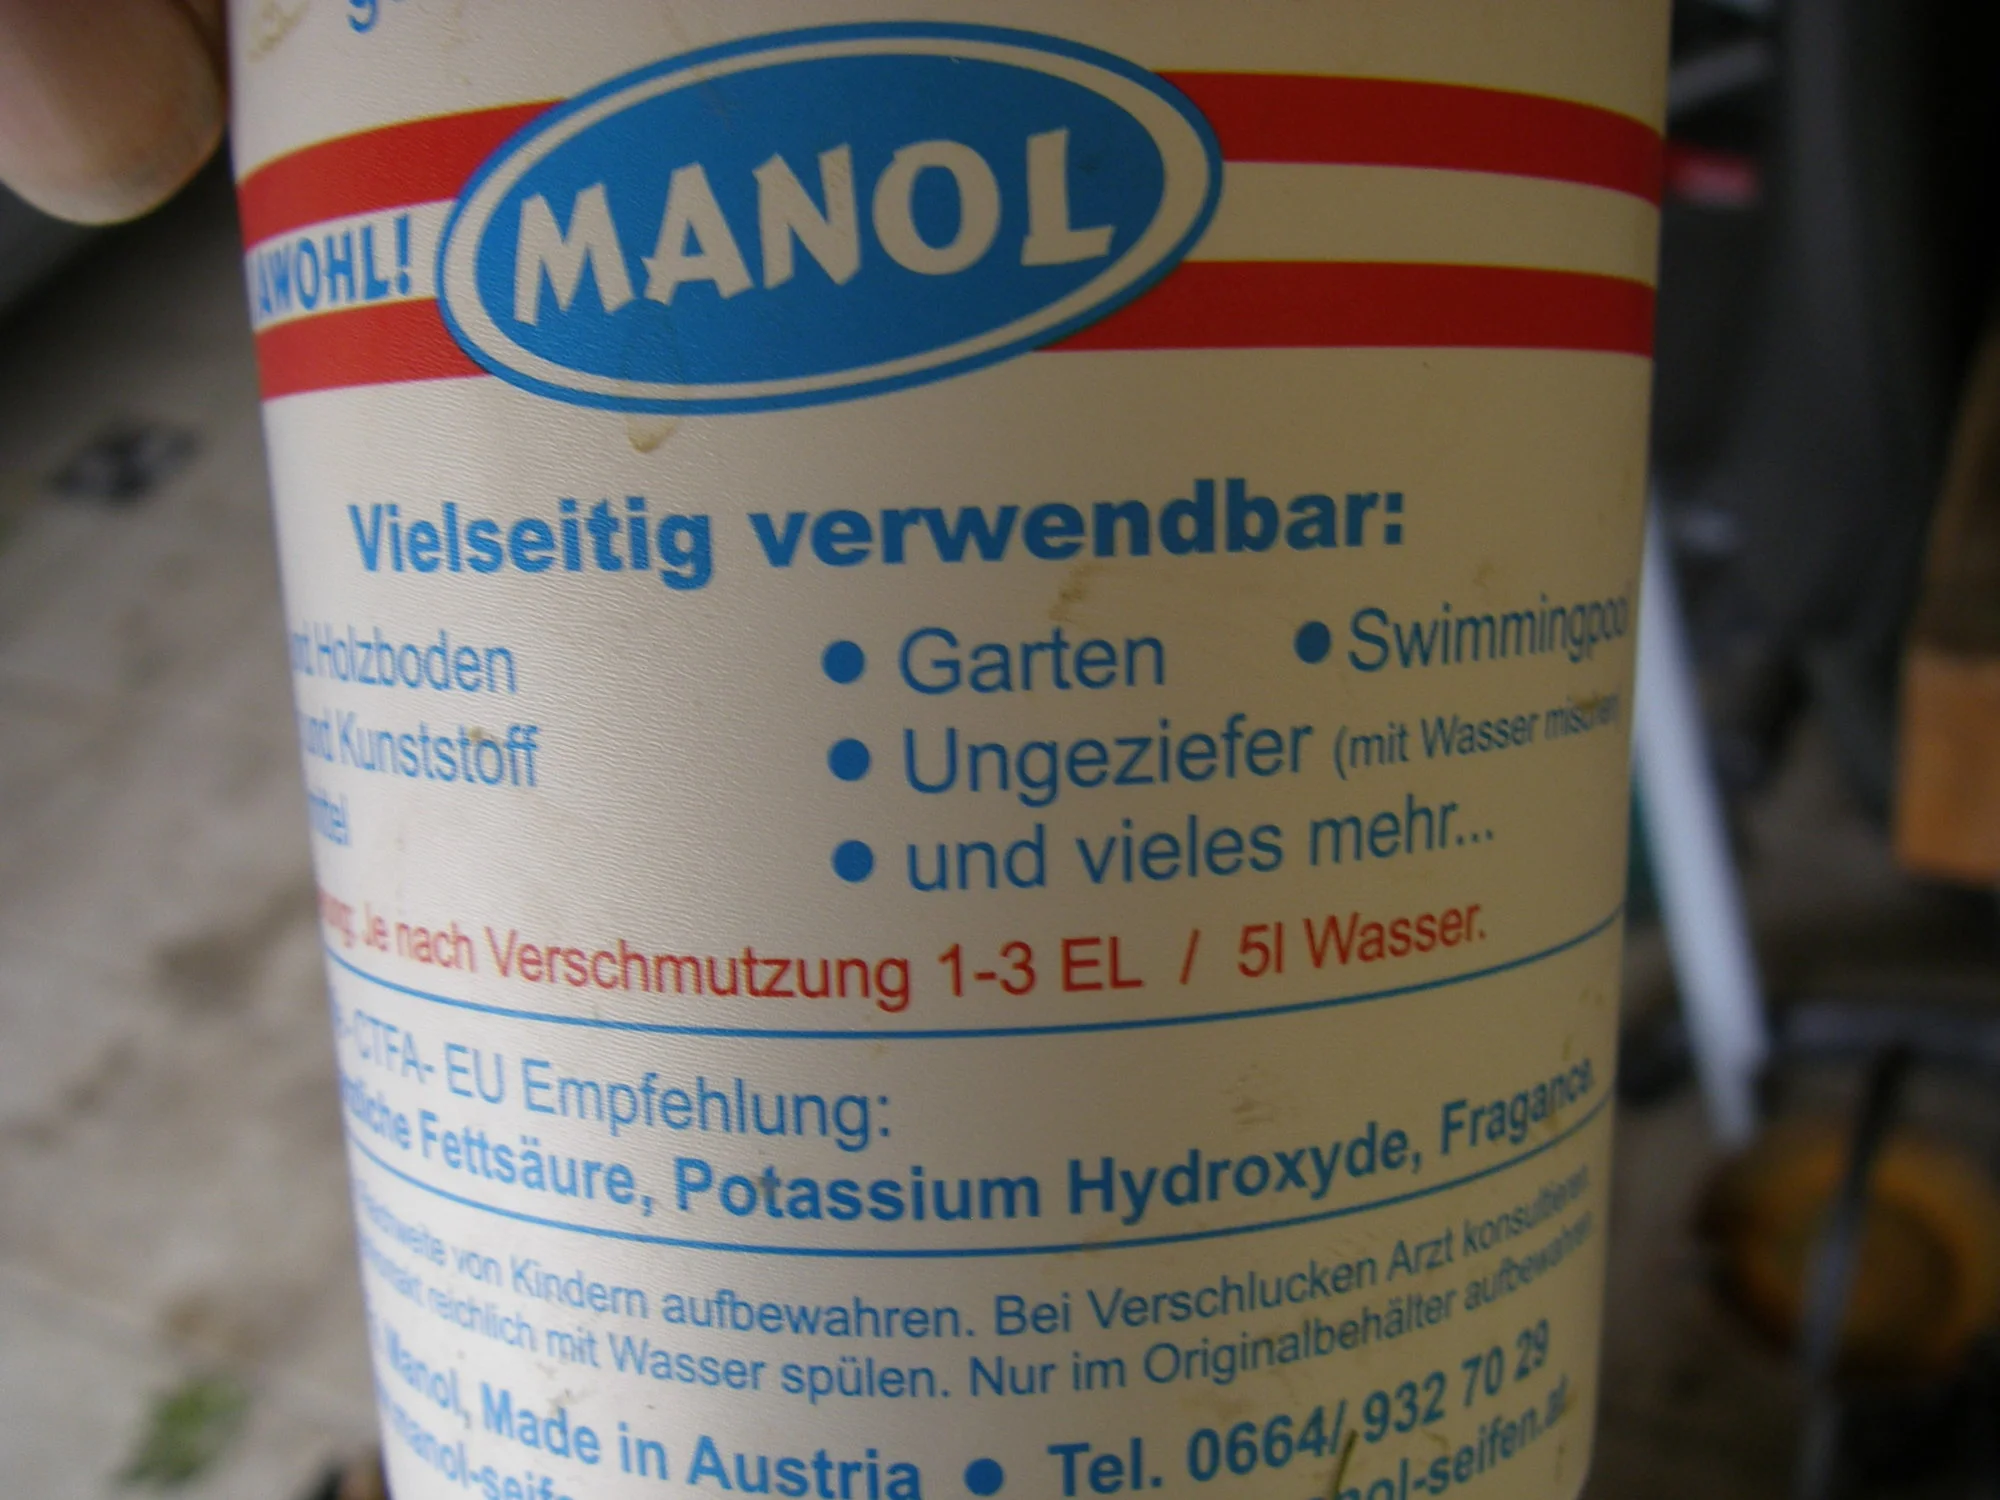 MANOL
Vielseitig verwendbar:
Holzboden • Garten • Swimmingpool
und Kunststoff • Ungeziefer (mit Wasser mischen)
• und vieles mehr...
Je nach Verschmutzung 1-3 EL / 5l Wasser.
-CTFA- EU Empfehlung:
Fettsäure, Potassium Hydroxyde, Fragance.
von Kindern aufbewahren. Bei Verschlucken Arzt konsultieren.
reichlich mit Wasser spülen. Nur im Originalbehälter aufbewahren.
Manol, Made in Austria • Tel. 0664/ 932 70 29